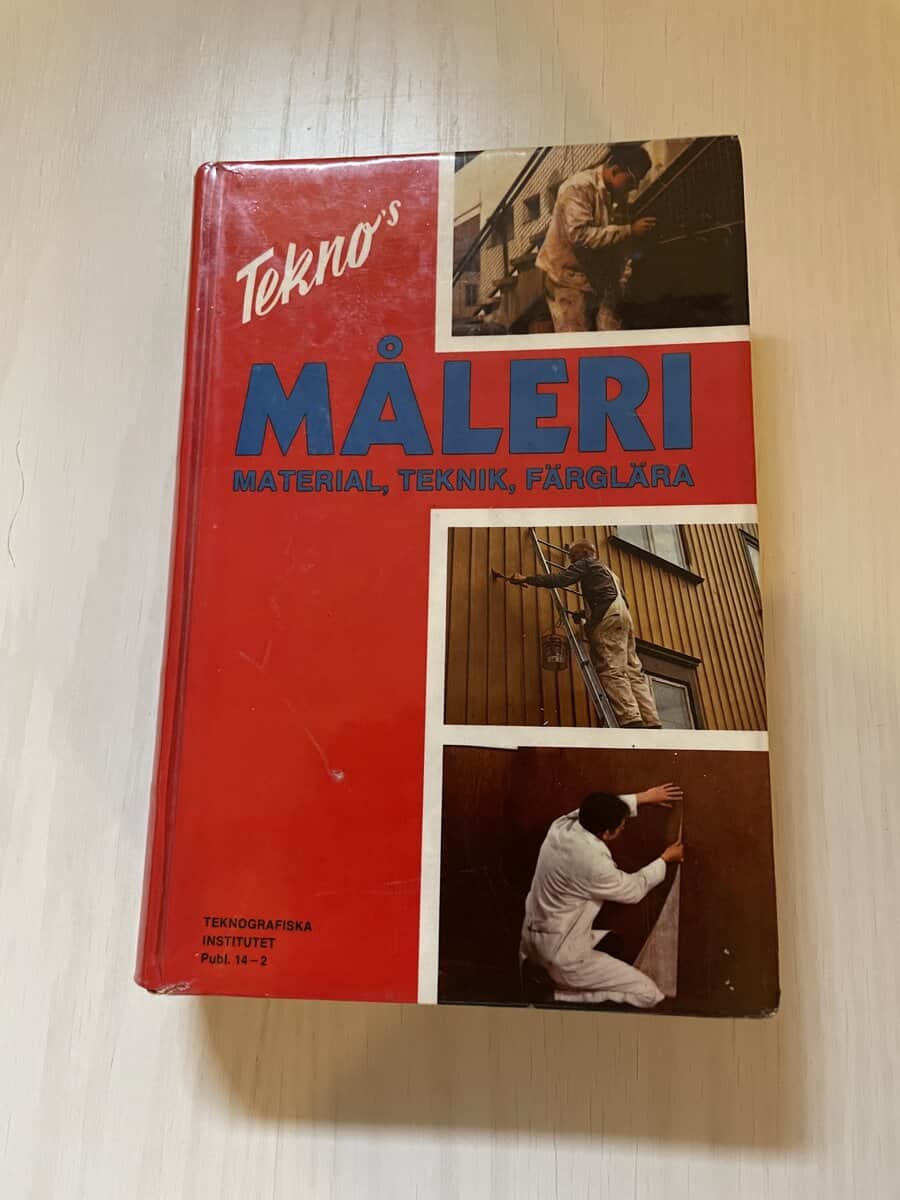 Tekno's
MÅLERI
MATERIAL, TEKNIK, FÄRGLÄRA
TEKNOGRAFISKA
INSTITUTET
Publ. 14–2